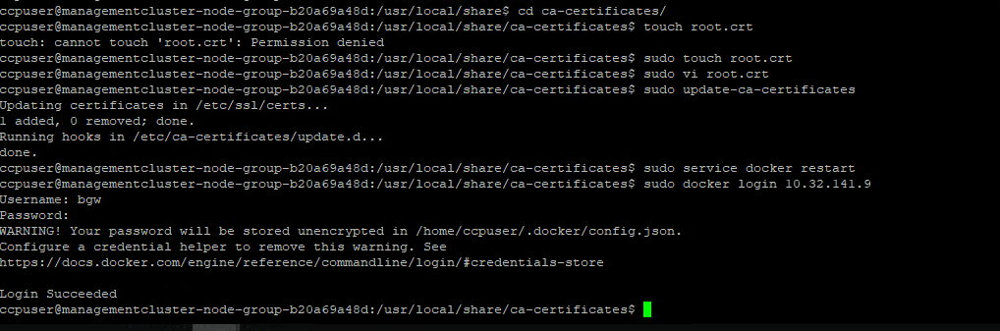 ccpuser@managementcluster-node-group-b20a69a48d:/usr/local/share$ cd ca-certificates/
ccpuser@managementcluster-node-group-b20a69a48d:/usr/local/share/ca-certificates$ touch root.crt
touch: cannot touch 'root.crt': Permission denied
ccpuser@managementcluster-node-group-b20a69a48d:/usr/local/share/ca-certificates$ sudo touch root.crt
ccpuser@managementcluster-node-group-b20a69a48d:/usr/local/share/ca-certificates$ sudo vi root.crt
ccpuser@managementcluster-node-group-b20a69a48d:/usr/local/share/ca-certificates$ sudo update-ca-certificates
Updating certificates in /etc/ssl/certs...
1 added, 0 removed; done.
Running hooks in /etc/ca-certificates/update.d...
done.
ccpuser@managementcluster-node-group-b20a69a48d:/usr/local/share/ca-certificates$ sudo service docker restart
ccpuser@managementcluster-node-group-b20a69a48d:/usr/local/share/ca-certificates$ sudo docker login 10.32.141.9
Username: bgw
Password:
WARNING! Your password will be stored unencrypted in /home/ccpuser/.docker/config.json.
Configure a credential helper to remove this warning. See
https://docs.docker.com/engine/reference/commandline/login/#credentials-store
Login Succeeded
ccpuser@managementcluster-node-group-b20a69a48d:/usr/local/share/ca-certificates$